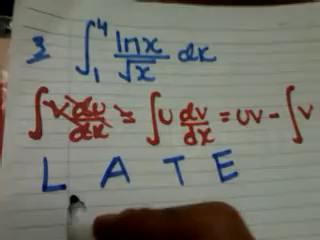 3 ∫₁⁴ lnx/√x dx
∫ v du/dx = ∫ U dv/dx = UV - ∫ V
L A T E